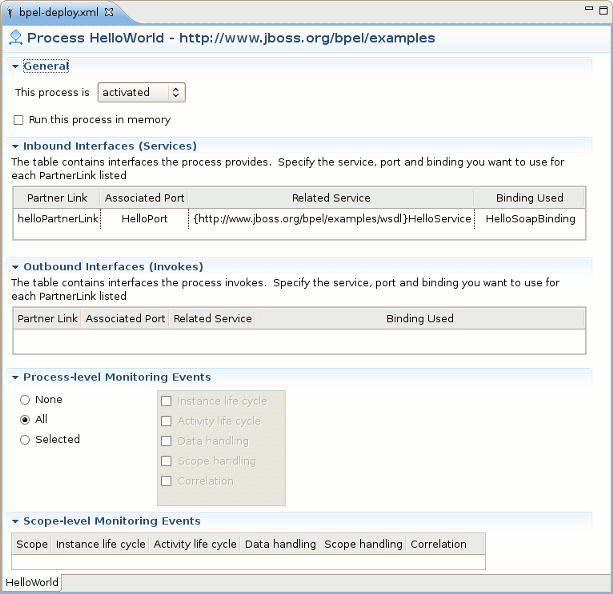 bpel-deploy.xml
Process HelloWorld - http://www.jboss.org/bpel/examples
General
This process is activated
Run this process in memory
Inbound Interfaces (Services)
The table contains interfaces the process provides. Specify the service, port and binding you want to use for
each PartnerLink listed
Partner Link Associated Port Related Service Binding Used
helloPartnerLink HelloPort {http://www.jboss.org/bpel/examples/wsdl}HelloService HelloSoapBinding
Outbound Interfaces (Invokes)
The table contains interfaces the process invokes. Specify the service, port and binding you want to use for
each PartnerLink listed
Partner Link Associated Port Related Service Binding Used
Process-level Monitoring Events
None
All
Selected
Instance life cycle
Activity life cycle
Data handling
Scope handling
Correlation
Scope-level Monitoring Events
Scope Instance life cycle Activity life cycle Data handling Scope handling Correlation
HelloWorld